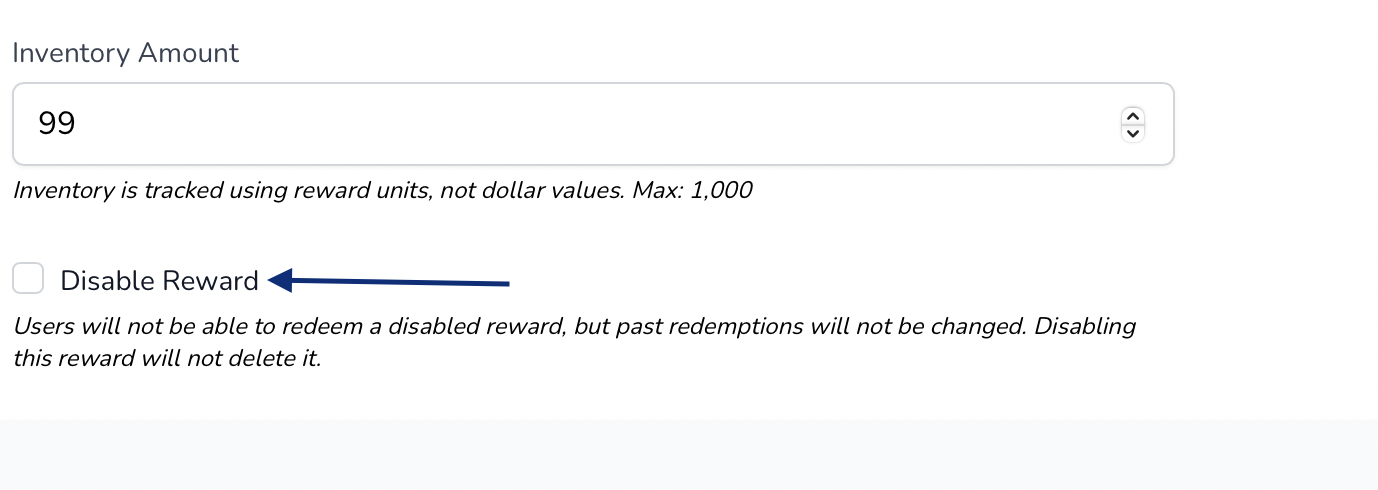 Inventory Amount
99
Inventory is tracked using reward units, not dollar values. Max: 1,000
Disable Reward
Users will not be able to redeem a disabled reward, but past redemptions will not be changed. Disabling
this reward will not delete it.